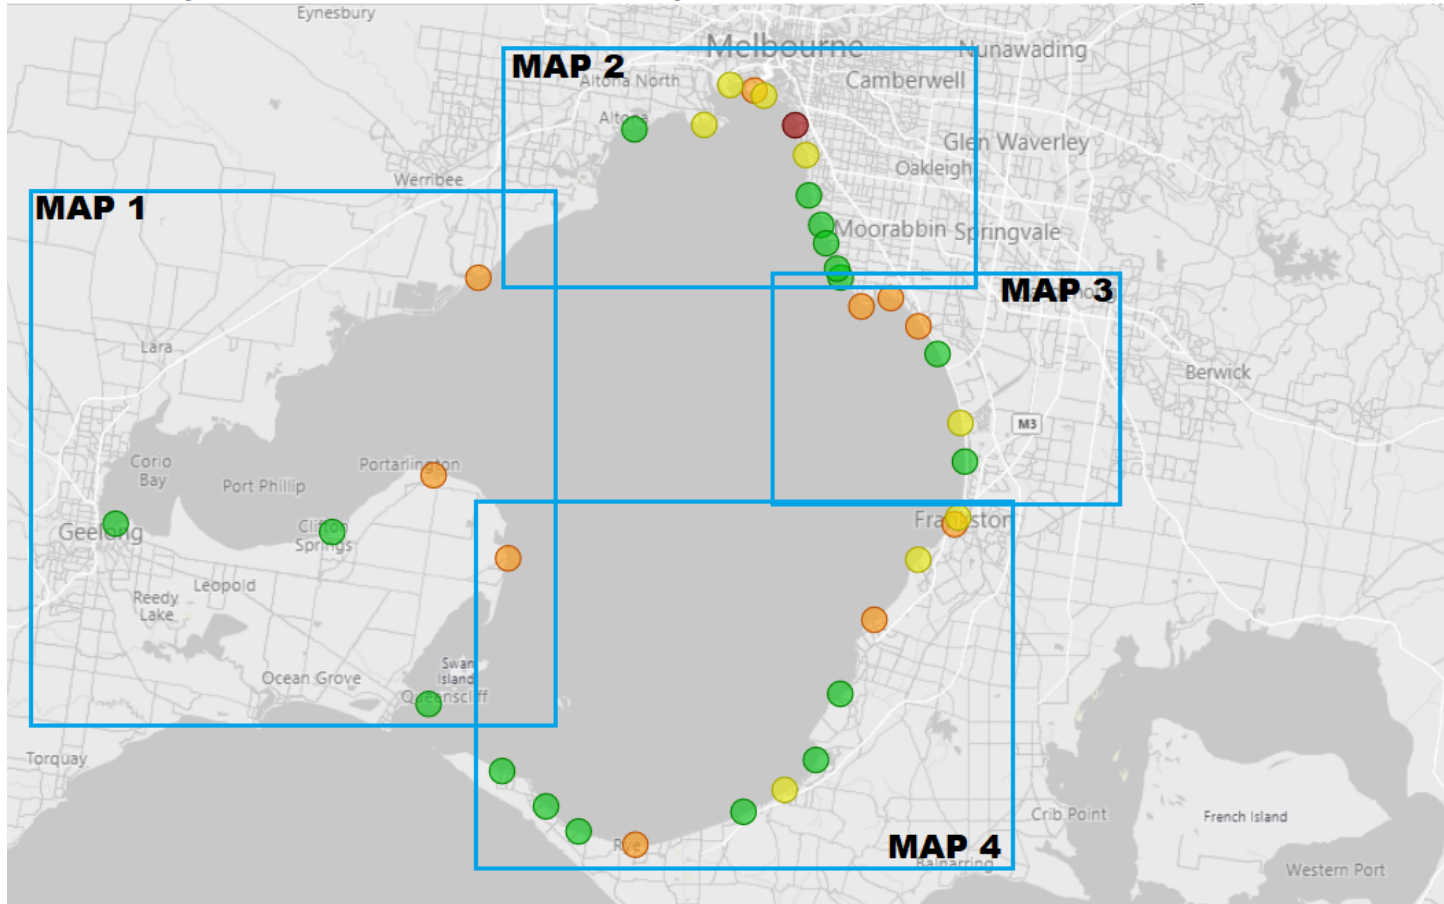 Eynesbury
Melbourne
Nunawading
MAP 2
Altona North
Camberwell
Altona
Glen Waverley
Oakleigh
Werribee
MAP 1
Moorabbin
Springvale
MAP 3
Lara
Berwick
M3
Corio
Bay
Portarlington
Port Phillip
Geelong
Clifton
Springs
Frankston
Leopold
Reedy
Lake
Swan
Island
Ocean Grove
Queenscliff
Torquay
Crib Point
French Island
Rye
MAP 4
Balnarring
Western Port